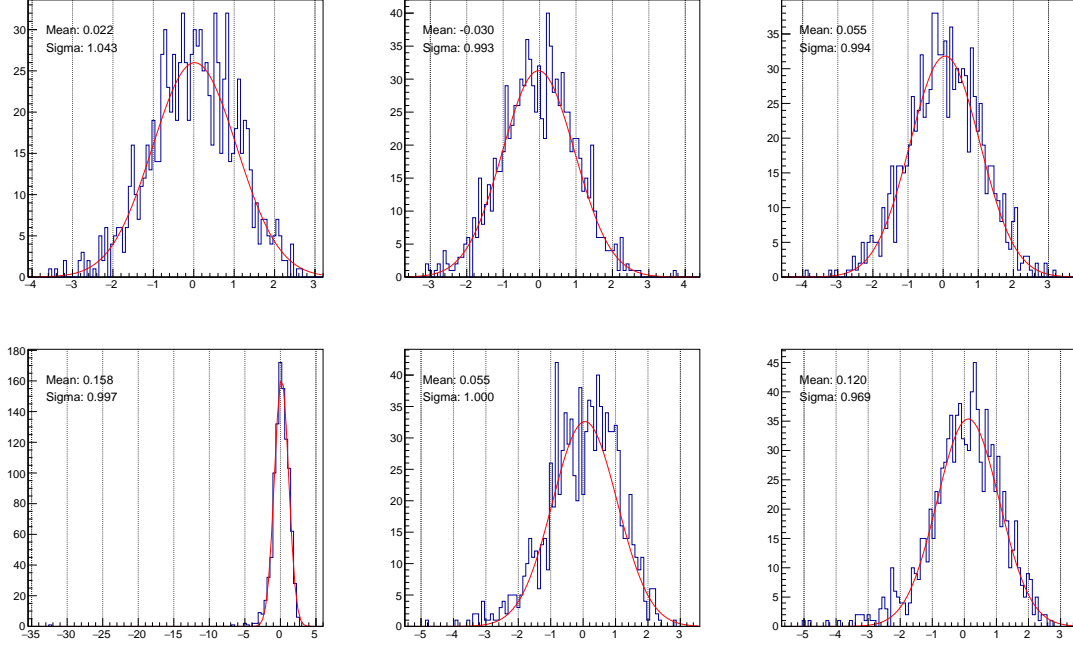 Mean: 0.022
Sigma: 1.043
30
25
20
15
10
5
0
−4 −3 −2 −1 0 1 2 3
Mean: -0.030
Sigma: 0.993
40
35
30
25
20
15
10
5
0
−3 −2 −1 0 1 2 3 4
Mean: 0.055
Sigma: 0.994
35
30
25
20
15
10
5
0
−4 −3 −2 −1 0 1 2 3
Mean: 0.158
Sigma: 0.997
180
160
140
120
100
80
60
40
20
0
−35 −30 −25 −20 −15 −10 −5 0 5
Mean: 0.055
Sigma: 1.000
40
35
30
25
20
15
10
5
0
−5 −4 −3 −2 −1 0 1 2 3
Mean: 0.120
Sigma: 0.969
45
40
35
30
25
20
15
10
5
0
−5 −4 −3 −2 −1 0 1 2 3